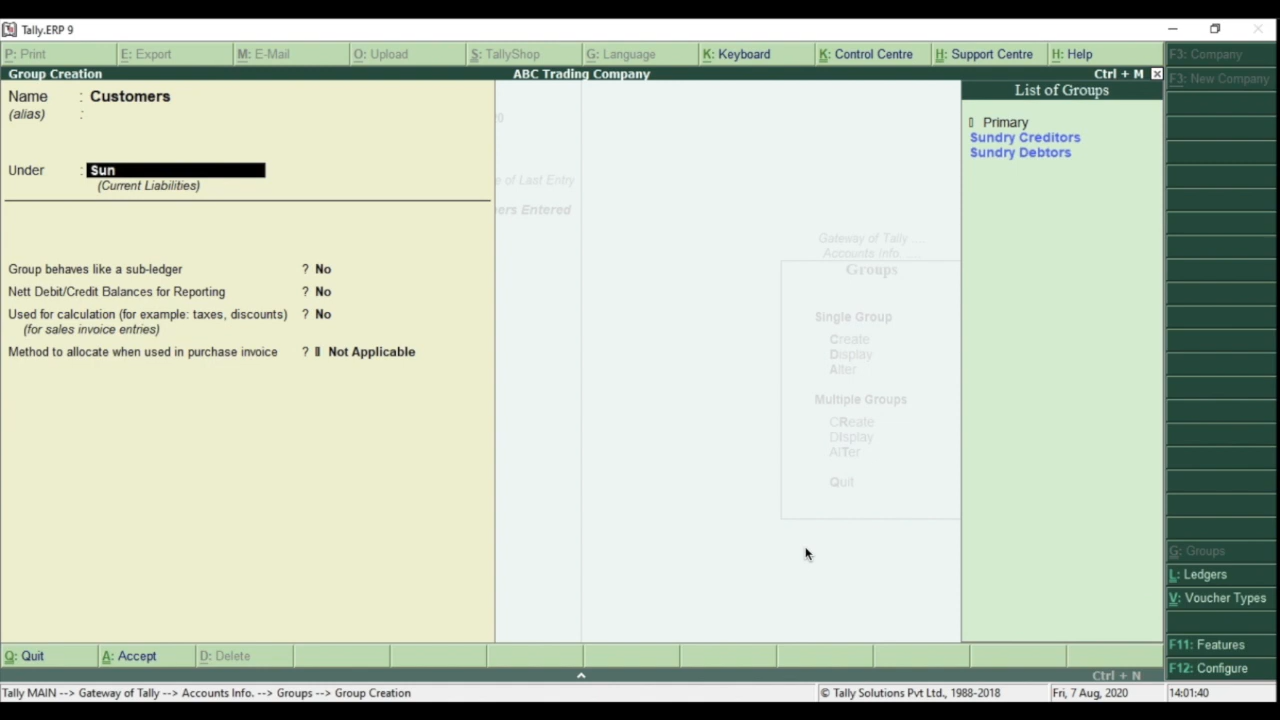 Tally.ERP 9
P: Print E: Export M: E-Mail O: Upload S: TallyShop G: Language K: Keyboard K: Control Centre H: Support Centre H: Help
F3: Company
Group Creation ABC Trading Company Ctrl + M
F3: New Company
Name : Customers
(alias) :
Under : Sun
(Current Liabilities)
Group behaves like a sub-ledger ? No
Nett Debit/Credit Balances for Reporting ? No
Used for calculation (for example: taxes, discounts) ? No
(for sales invoice entries)
Method to allocate when used in purchase invoice ? Not Applicable
e of Last Entry
ers Entered
Gateway of Tally ....
Accounts Info. ....
Groups
Single Group
Create
Display
Alter
Multiple Groups
CReate
DIsplay
AlTer
Quit
List of Groups
Primary
Sundry Creditors
Sundry Debtors
G: Groups
L: Ledgers
V: Voucher Types
F11: Features
F12: Configure
Q: Quit A: Accept D: Delete
Ctrl + N
Tally MAIN --> Gateway of Tally --> Accounts Info. --> Groups --> Group Creation © Tally Solutions Pvt Ltd., 1988-2018 Fri, 7 Aug, 2020 14:01:40